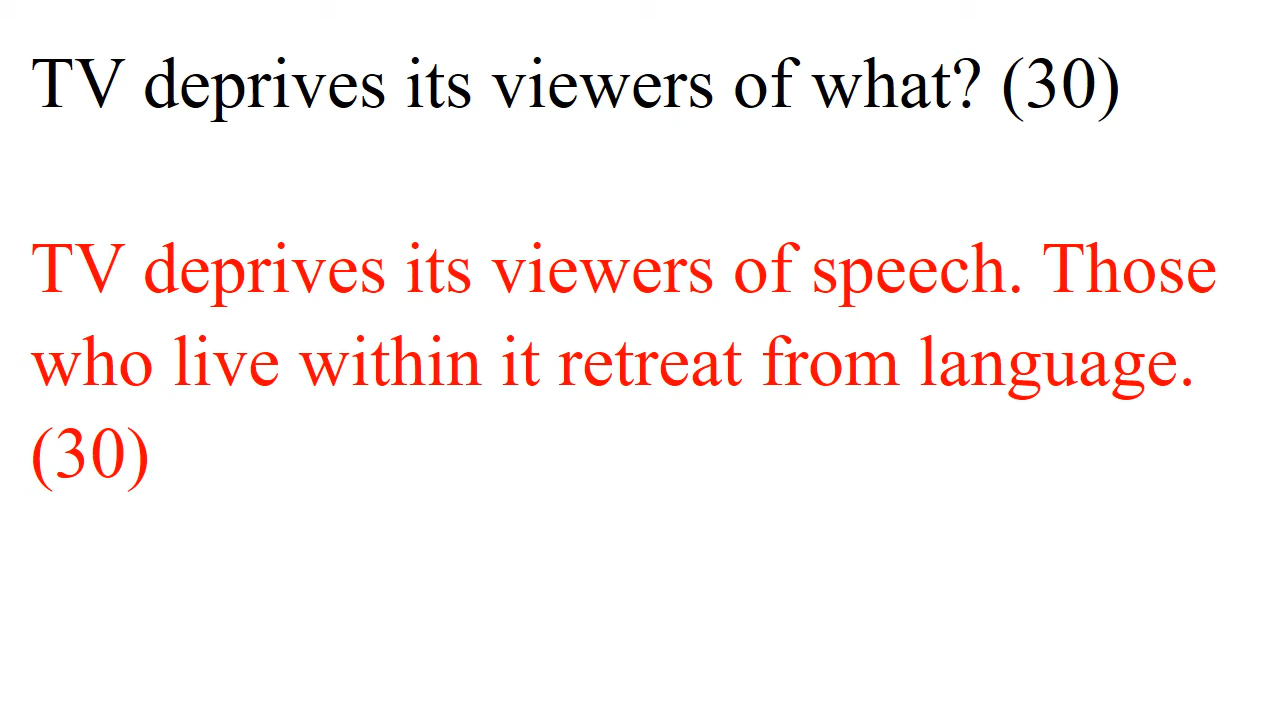 TV deprives its viewers of what? (30)
TV deprives its viewers of speech. Those
who live within it retreat from language.
(30)